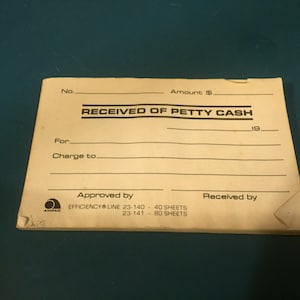 No. Amount $
RECEIVED OF PETTY CASH
19
For
Charge to
Approved by Received by
EFFICIENCY® LINE 23-140 - 40 SHEETS
23-141 - 80 SHEETS